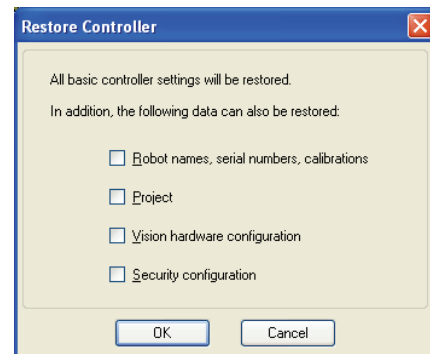 Restore Controller
All basic controller settings will be restored.
In addition, the following data can also be restored:
Robot names, serial numbers, calibrations
Project
Vision hardware configuration
Security configuration
OK
Cancel